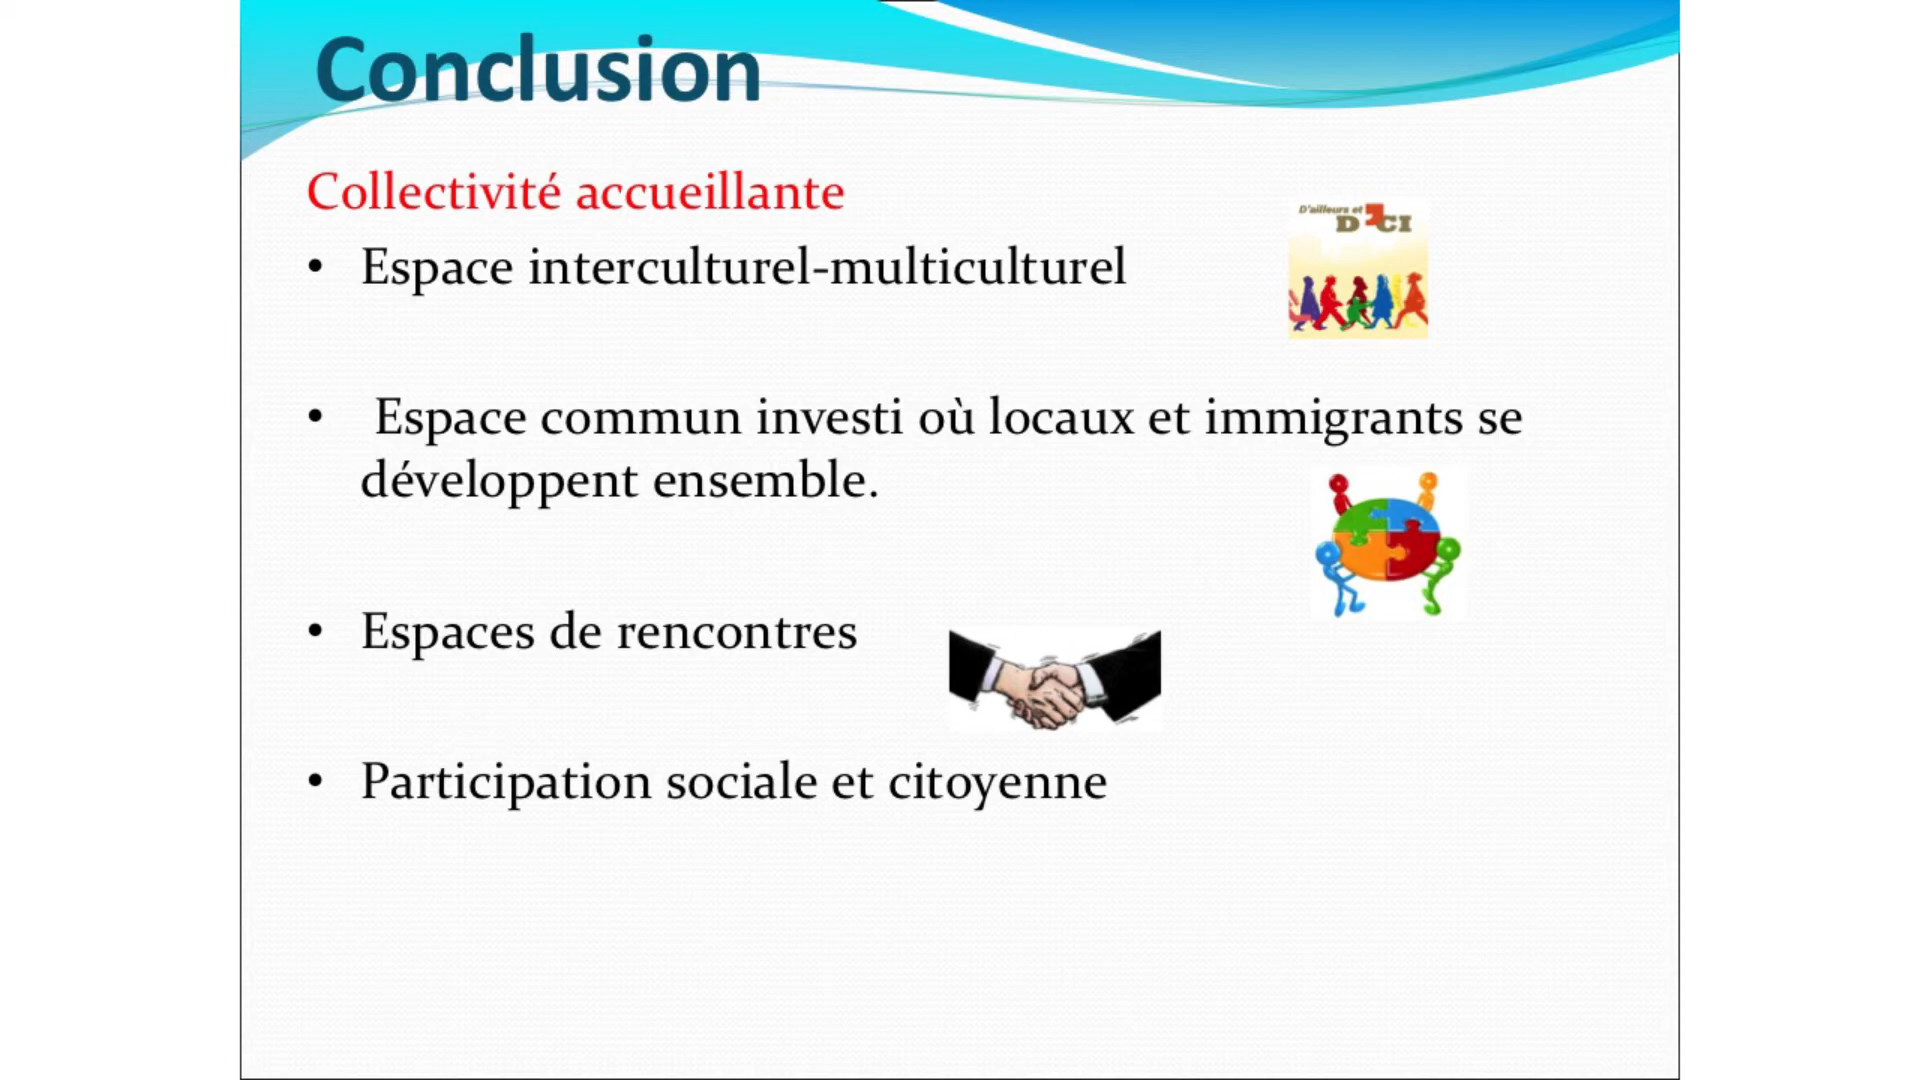 Conclusion
Collectivité accueillante
• Espace interculturel-multiculturel
D'ailleurs et
D'ICI
• Espace commun investi où locaux et immigrants se
développent ensemble.
• Espaces de rencontres
• Participation sociale et citoyenne